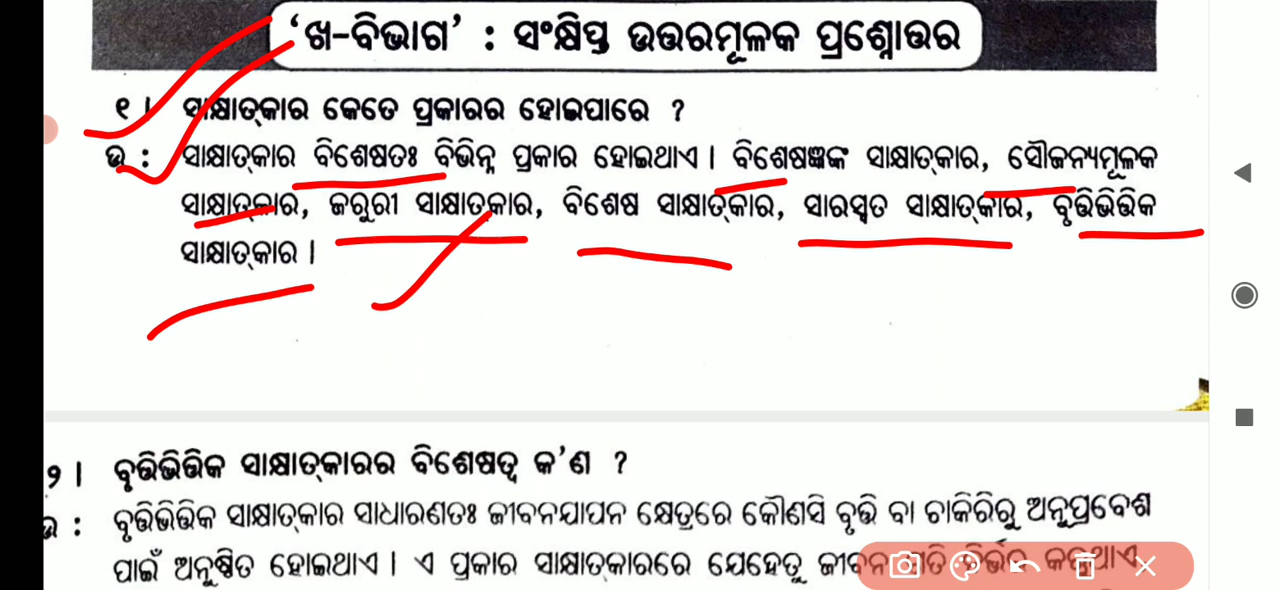 ‘ଖ-ବିଭାଗ’ : ସଂକ୍ଷିପ୍ତ ଉତ୍ତରମୂଳକ ପ୍ରଶ୍ନୋତ୍ତର
୧ । ସାକ୍ଷାତ୍‌କାର କେତେ ପ୍ରକାରର ହୋଇପାରେ ?
ଉ : ସାକ୍ଷାତ୍‌କାର ବିଶେଷତଃ ବିଭିନ୍ନ ପ୍ରକାର ହୋଇଥାଏ । ବିଶେଷଜ୍ଞଙ୍କ ସାକ୍ଷାତ୍‌କାର, ସୌଜନ୍ୟମୂଳକ
ସାକ୍ଷାତ୍‌କାର, ଜରୁରୀ ସାକ୍ଷାତ୍‌କାର, ବିଶେଷ ସାକ୍ଷାତ୍‌କାର, ସାରସ୍ୱତ ସାକ୍ଷାତ୍‌କାର, ବୃତ୍ତିଭିତ୍ତିକ
ସାକ୍ଷାତ୍‌କାର ।
୨ । ବୃତ୍ତିଭିତ୍ତିକ ସାକ୍ଷାତ୍‌କାରର ବିଶେଷତ୍ୱ କ’ଣ ?
ଉ : ବୃତ୍ତିଭିତ୍ତିକ ସାକ୍ଷାତ୍‌କାର ସାଧାରଣତଃ ଜୀବନଯାପନ କ୍ଷେତ୍ରରେ କୌଣସି ବୃତ୍ତି ବା ଚାକିରିରୁ ଅନୁପ୍ରବେଶ
ପାଇଁ ଅନୁଷ୍ଠିତ ହୋଇଥାଏ । ଏ ପ୍ରକାର ସାକ୍ଷାତ୍‌କାରରେ ଯେହେତୁ